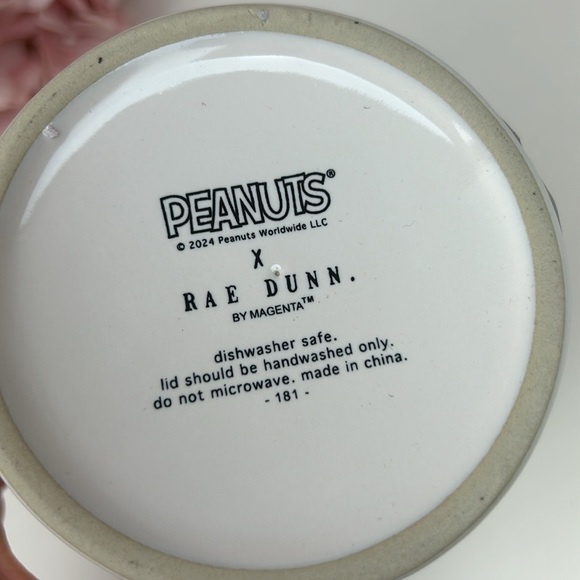 PEANUTS®
© 2024 Peanuts Worldwide LLC
X
RAE DUNN.
BY MAGENTA™
dishwasher safe.
lid should be handwashed only.
do not microwave. made in china.
- 181 -